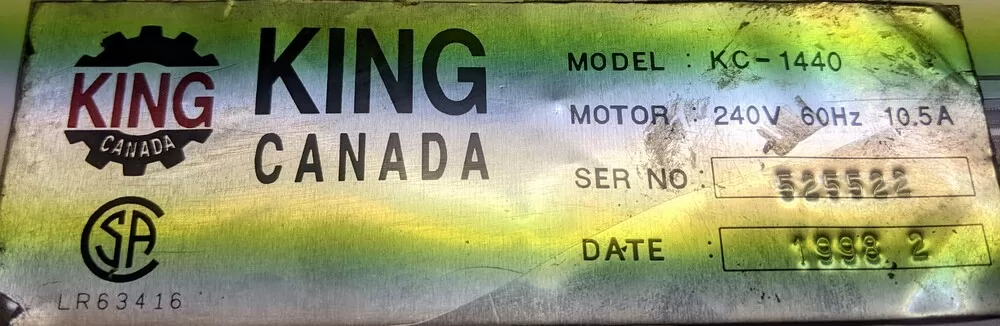 KING
CANADA
KING
CANADA
MODEL : KC-1440
MOTOR : 240V 60Hz 10.5A
SER NO : 525522
DATE : 1998 2
CSA
LR63416